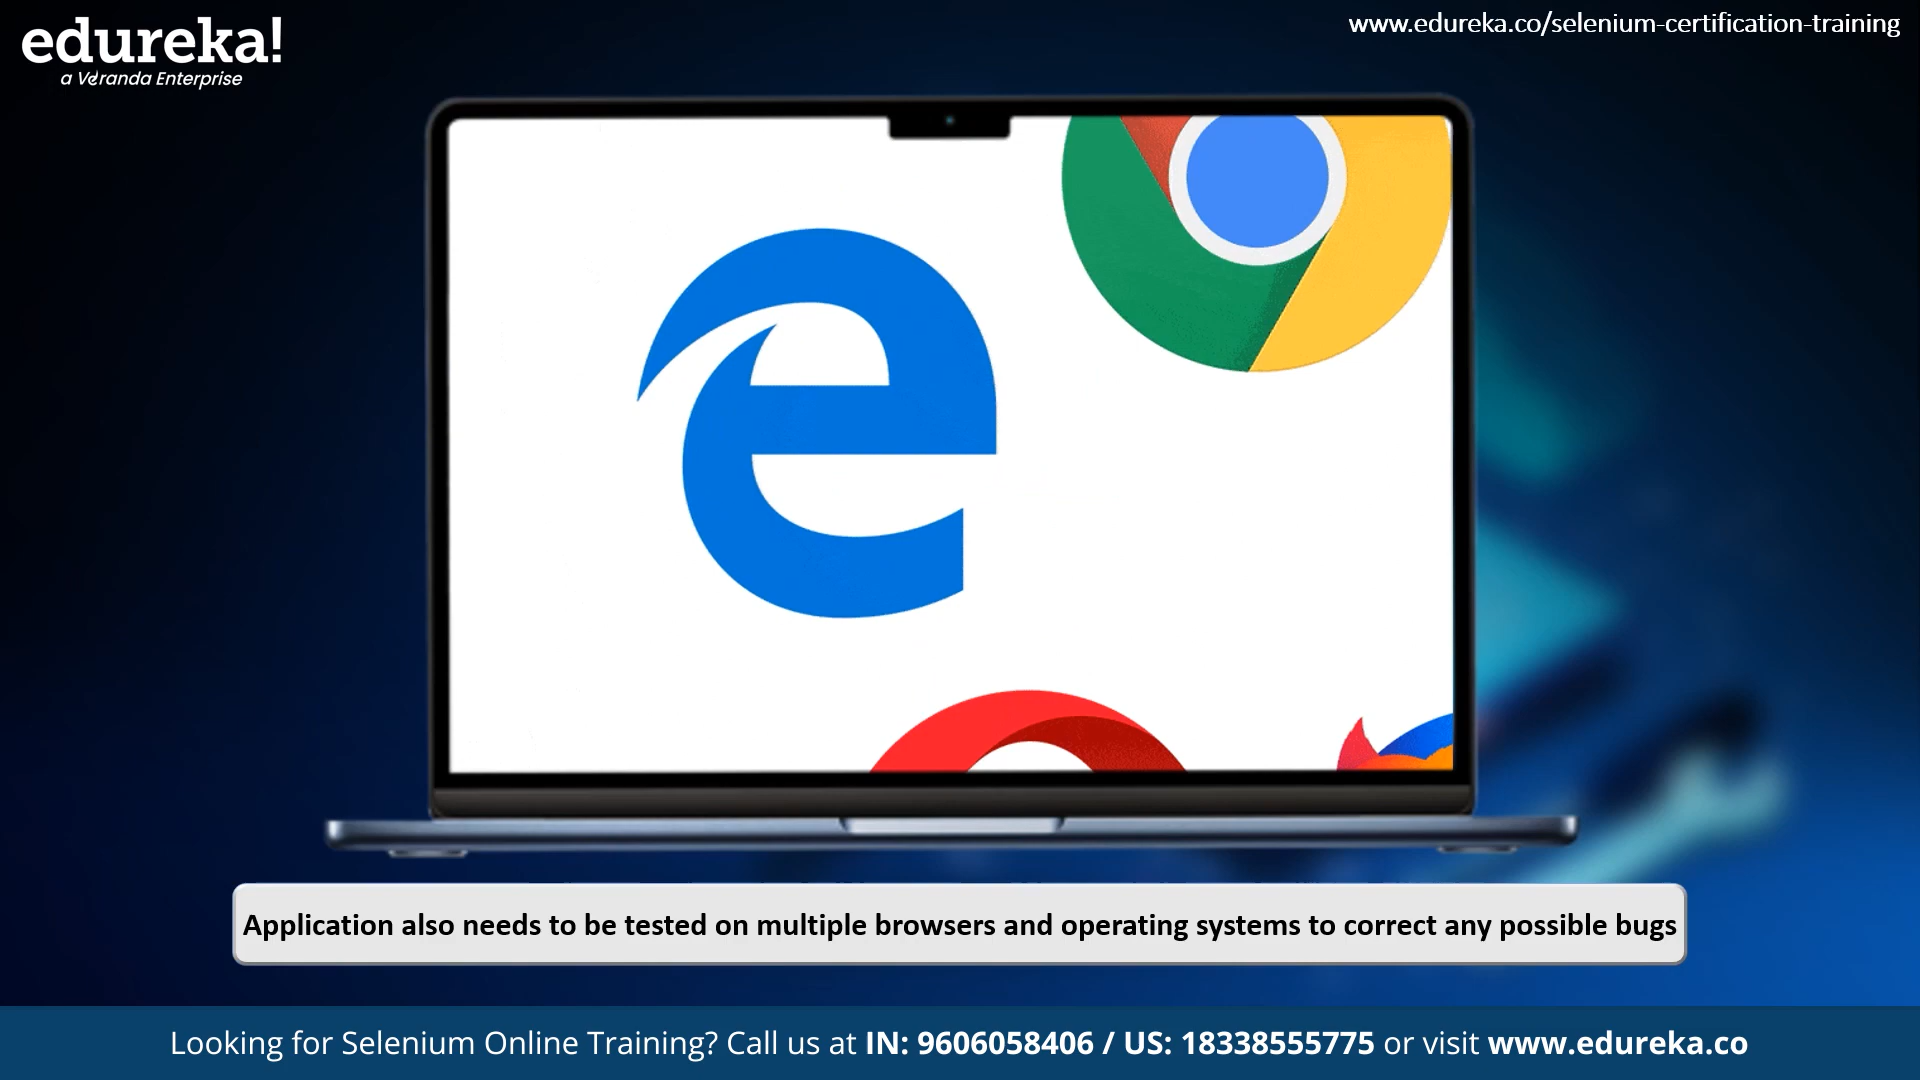 edureka!
a Veranda Enterprise
www.edureka.co/selenium-certification-training
Application also needs to be tested on multiple browsers and operating systems to correct any possible bugs
Looking for Selenium Online Training? Call us at IN: 9606058406 / US: 18338555775 or visit www.edureka.co